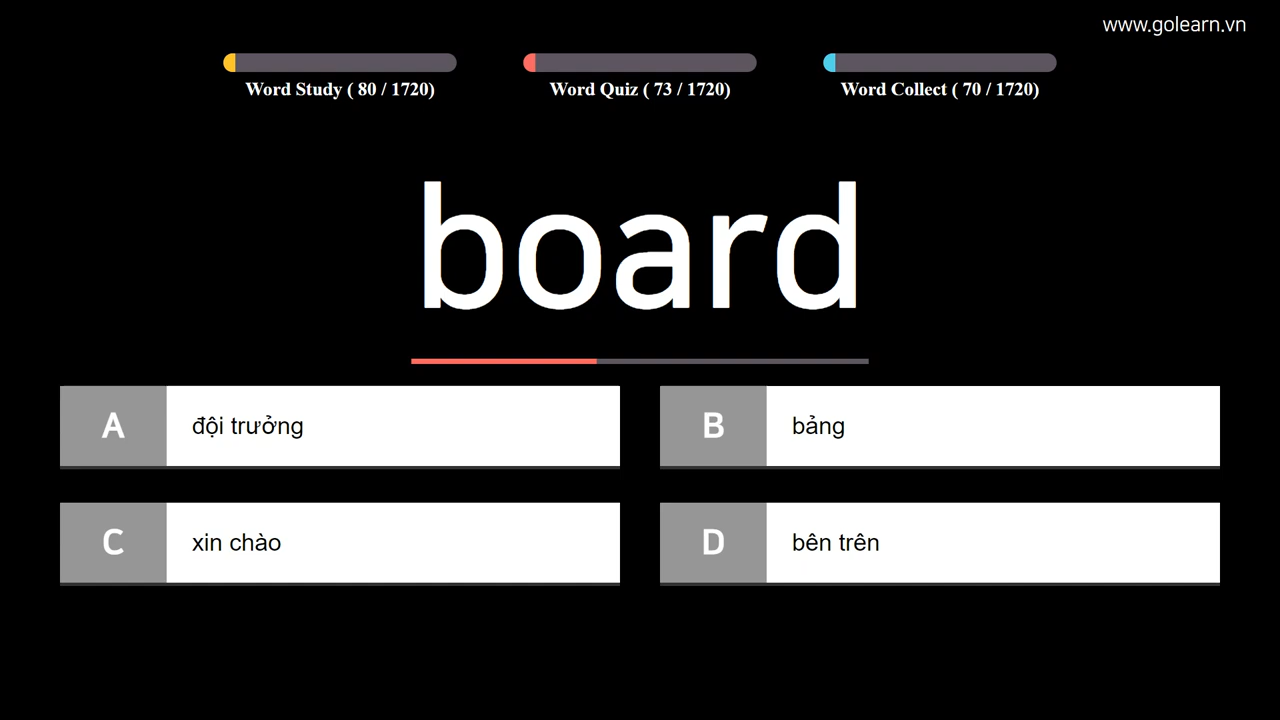 www.golearn.vn
Word Study ( 80 / 1720)
Word Quiz ( 73 / 1720)
Word Collect ( 70 / 1720)
board
A đội trưởng
B bảng
C xin chào
D bên trên